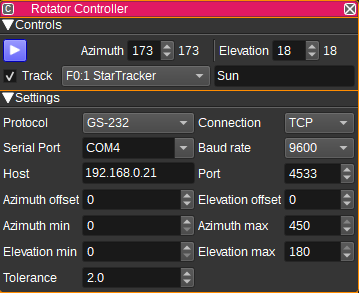 C Rotator Controller
Controls
Azimuth 173 173 Elevation 18 18
Track F0:1 StarTracker Sun
Settings
Protocol GS-232 Connection TCP
Serial Port COM4 Baud rate 9600
Host 192.168.0.21 Port 4533
Azimuth offset 0 Elevation offset 0
Azimuth min 0 Azimuth max 450
Elevation min 0 Elevation max 180
Tolerance 2.0